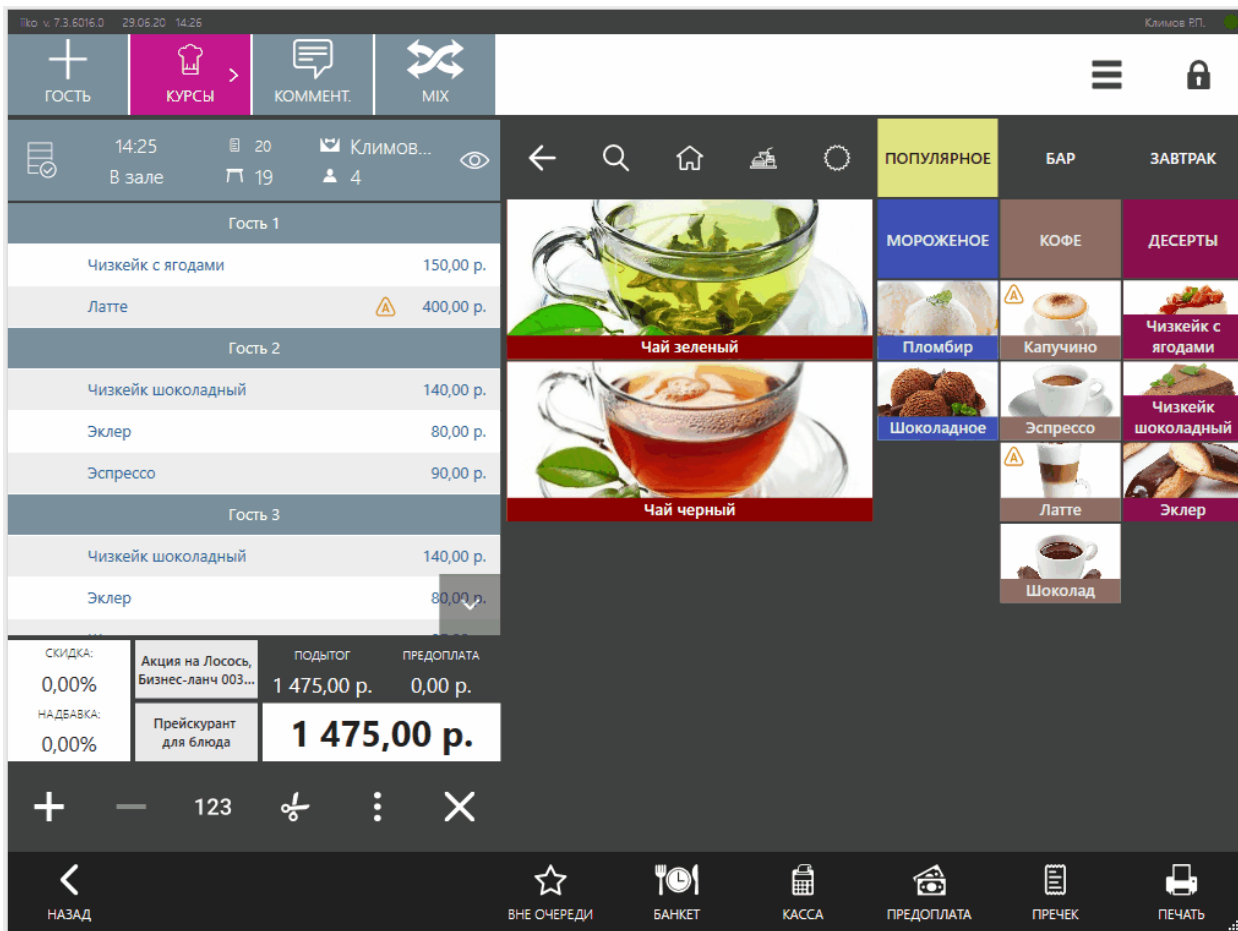 iiko v. 7.3.6016.0 29.06.20 14:26 Климов Р.П.
ГОСТЬ КУРСЫ КОММЕНТ. MIX
14:25 20 Климов...
В зале 19 4
ПОПУЛЯРНОЕ БАР ЗАВТРАК
Гость 1
МОРОЖЕНОЕ КОФЕ ДЕСЕРТЫ
Чизкейк с ягодами 150,00 р.
Латте 400,00 р.
Гость 2
Чай зеленый
Пломбир Капучино Чизкейк с ягодами
Чизкейк шоколадный 140,00 р.
Эклер 80,00 р.
Шоколадное Эспрессо Чизкейк шоколадный
Эспрессо 90,00 р.
Гость 3
Чай черный
Латте Эклер
Чизкейк шоколадный 140,00 р.
Эклер 80,00 р.
Шоколад
СКИДКА:
0,00%
НАДБАВКА:
0,00%
Акция на Лосось,
Бизнес-ланч 003...
Прейскурант
для блюда
ПОДЫТОГ ПРЕДОПЛАТА
1 475,00 р. 0,00 р.
1 475,00 р.
123
НАЗАД ВНЕ ОЧЕРЕДИ БАНКЕТ КАССА ПРЕДОПЛАТА ПРЕЧЕК ПЕЧАТЬ